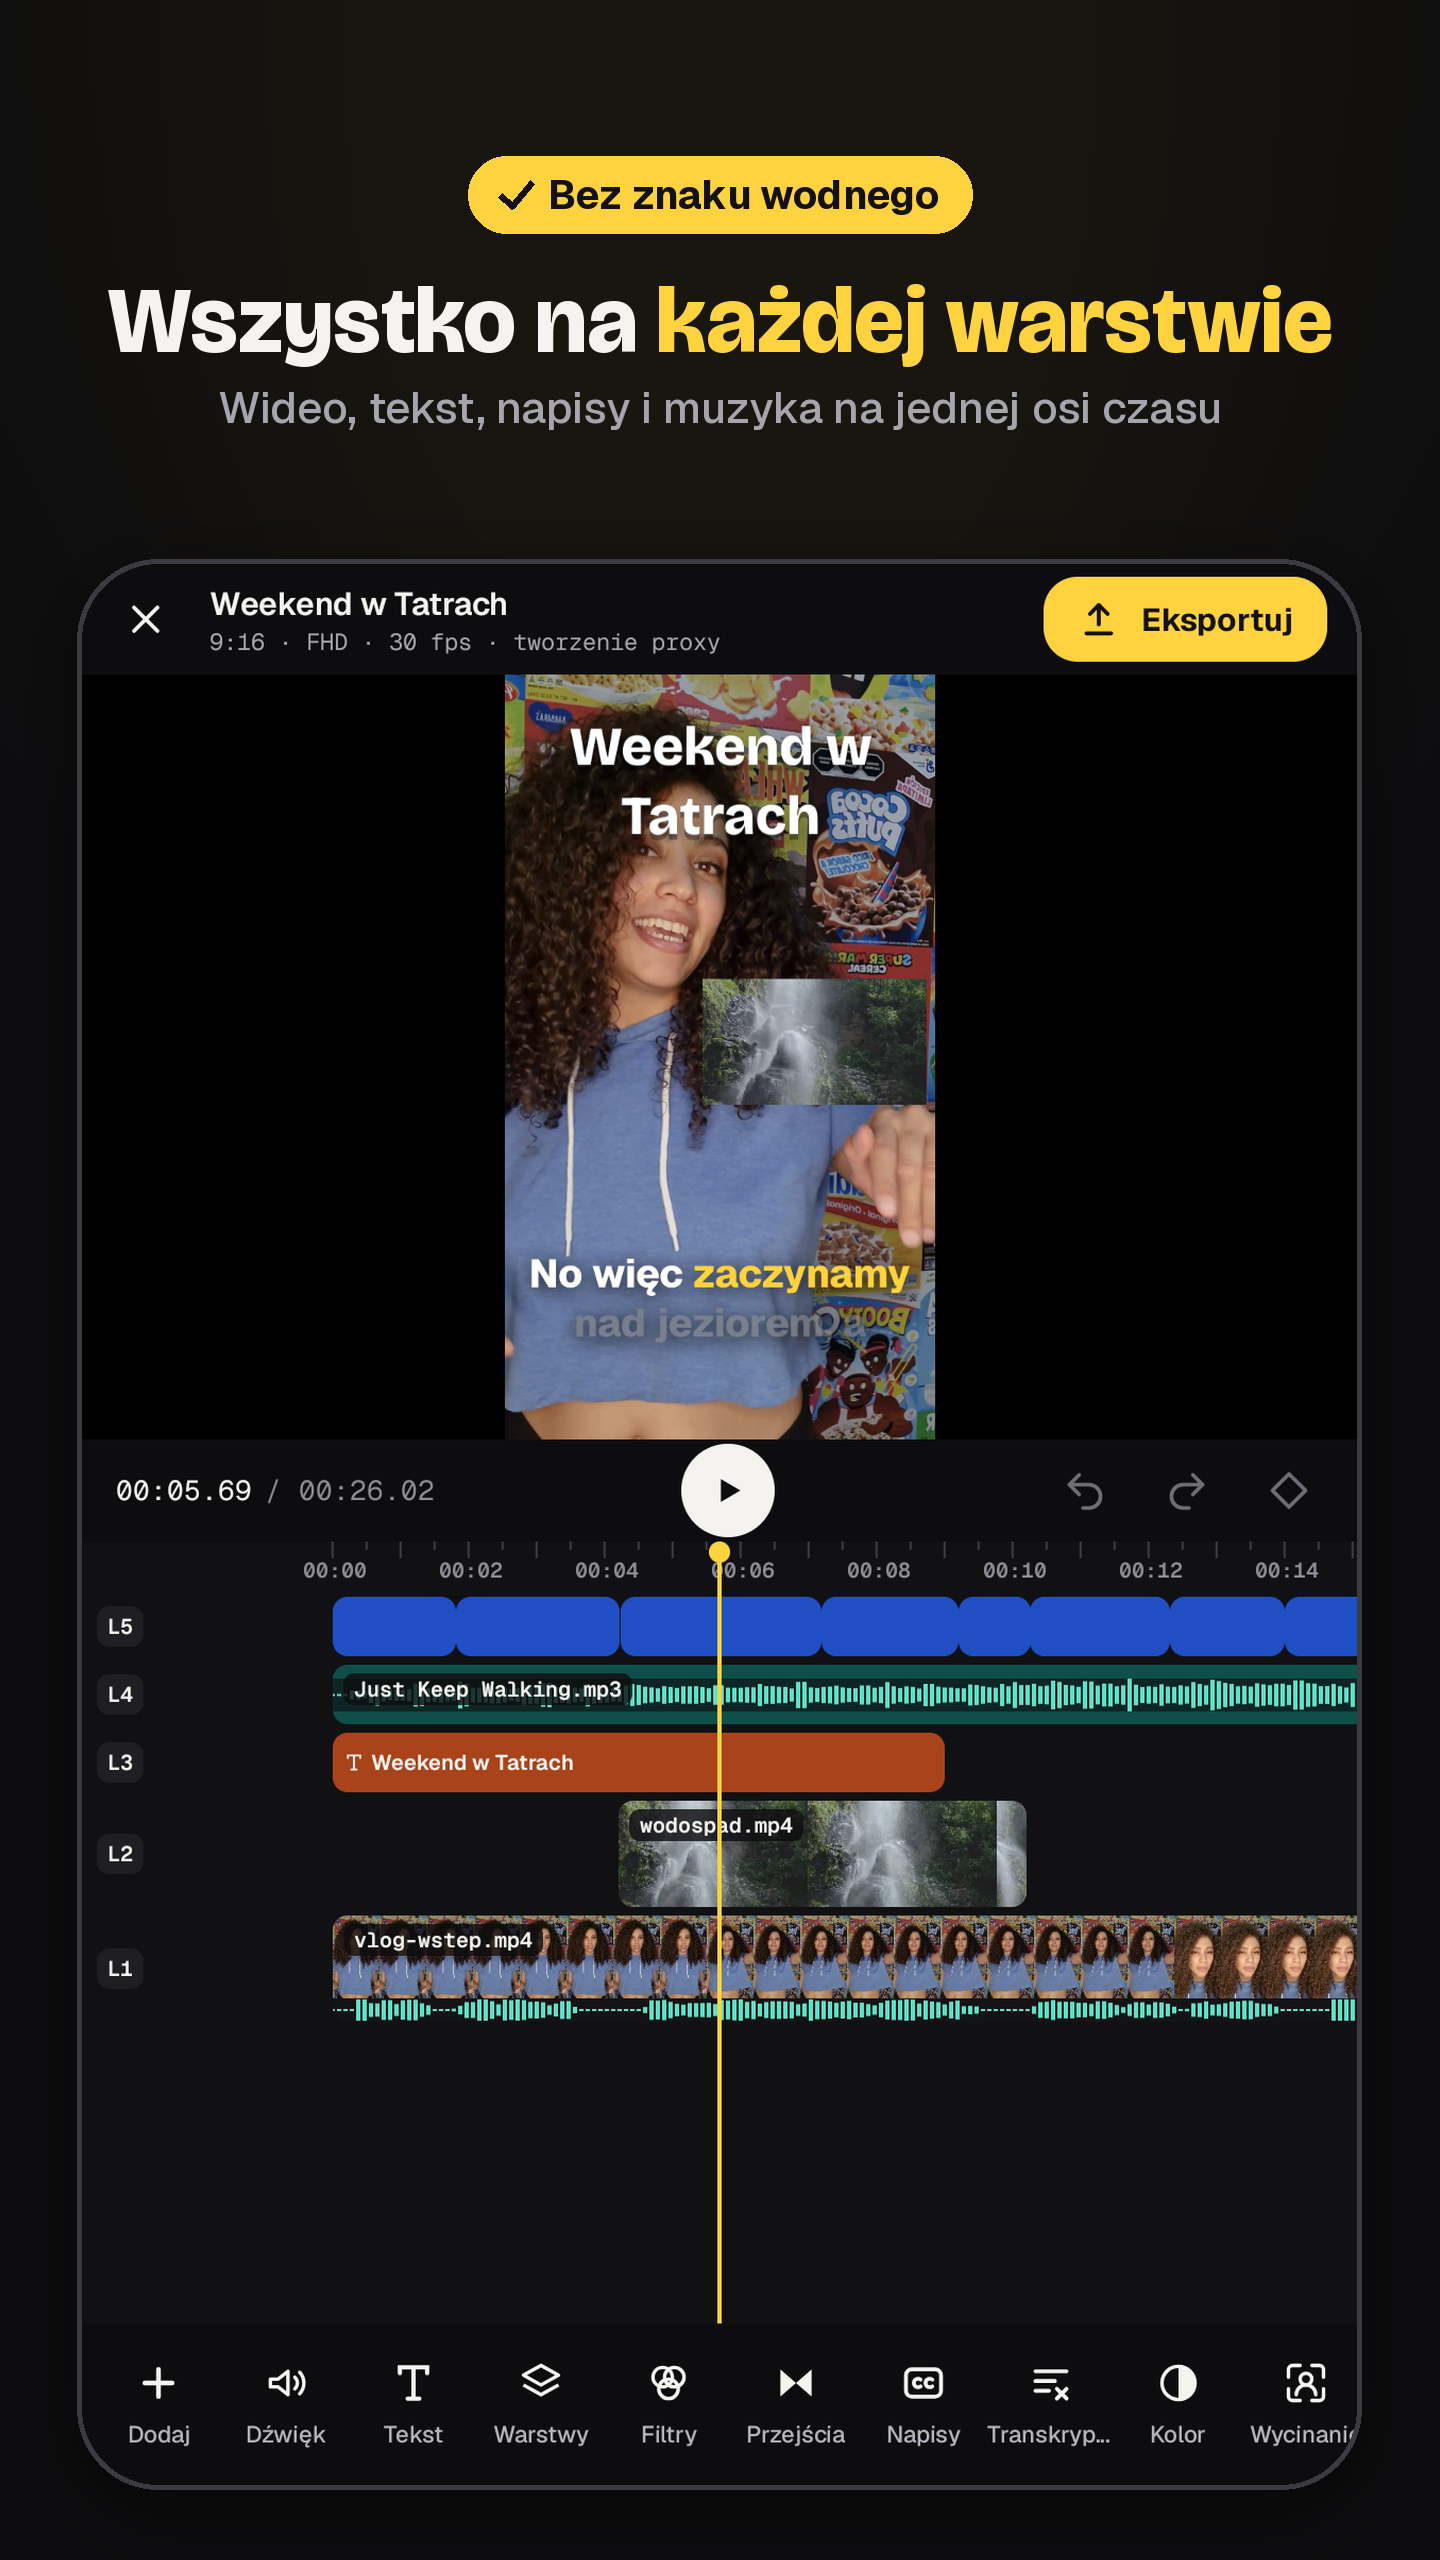 Bez znaku wodnego
Wszystko na każdej warstwie
Wideo, tekst, napisy i muzyka na jednej osi czasu
Weekend w Tatrach
9:16 · FHD · 30 fps · tworzenie proxy
Eksportuj
Weekend w
Tatrach
No więc zaczynamy
nad jeziorem, a
00:05.69 / 00:26.02
00:00 00:02 00:04 00:06 00:08 00:10 00:12 00:14
L5
L4 Just Keep Walking.mp3
L3 Weekend w Tatrach
L2 wodospad.mp4
L1 vlog-wstep.mp4
Dodaj Dźwięk Tekst Warstwy Filtry Przejścia Napisy Transkryp... Kolor Wycinanie